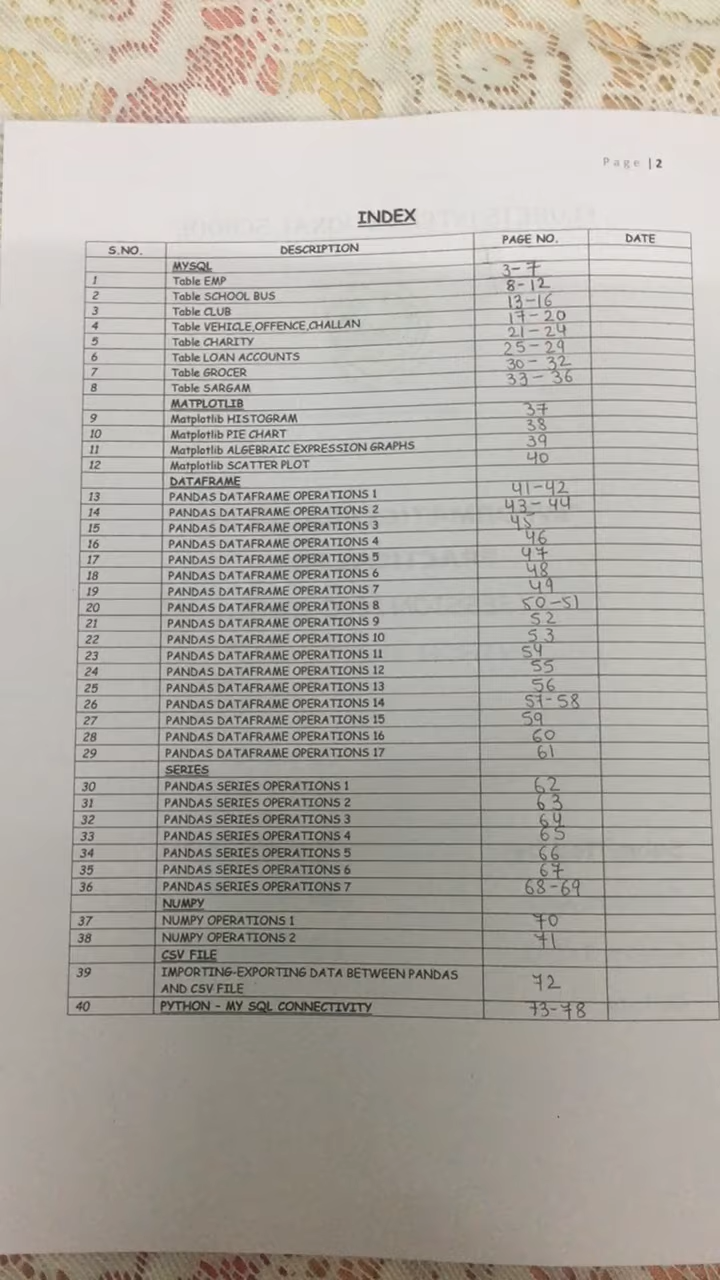 Page | 2
INDEX
S.NO. DESCRIPTION PAGE NO. DATE
MYSQL
1 Table EMP 3-7
2 Table SCHOOL BUS 8-12
3 Table CLUB 13-16
4 Table VEHICLE,OFFENCE,CHALLAN 17-20
5 Table CHARITY 21-24
6 Table LOAN ACCOUNTS 25-29
7 Table GROCER 30-32
8 Table SARGAM 33-36
MATPLOTLIB
9 Matplotlib HISTOGRAM 37
10 Matplotlib PIE CHART 38
11 Matplotlib ALGEBRAIC EXPRESSION GRAPHS 39
12 Matplotlib SCATTER PLOT 40
DATAFRAME
13 PANDAS DATAFRAME OPERATIONS 1 41-42
14 PANDAS DATAFRAME OPERATIONS 2 43-44
15 PANDAS DATAFRAME OPERATIONS 3 45
16 PANDAS DATAFRAME OPERATIONS 4 46
17 PANDAS DATAFRAME OPERATIONS 5 47
18 PANDAS DATAFRAME OPERATIONS 6 48
19 PANDAS DATAFRAME OPERATIONS 7 49
20 PANDAS DATAFRAME OPERATIONS 8 50-51
21 PANDAS DATAFRAME OPERATIONS 9 52
22 PANDAS DATAFRAME OPERATIONS 10 53
23 PANDAS DATAFRAME OPERATIONS 11 54
24 PANDAS DATAFRAME OPERATIONS 12 55
25 PANDAS DATAFRAME OPERATIONS 13 56
26 PANDAS DATAFRAME OPERATIONS 14 57-58
27 PANDAS DATAFRAME OPERATIONS 15 59
28 PANDAS DATAFRAME OPERATIONS 16 60
29 PANDAS DATAFRAME OPERATIONS 17 61
SERIES
30 PANDAS SERIES OPERATIONS 1 62
31 PANDAS SERIES OPERATIONS 2 63
32 PANDAS SERIES OPERATIONS 3 64
33 PANDAS SERIES OPERATIONS 4 65
34 PANDAS SERIES OPERATIONS 5 66
35 PANDAS SERIES OPERATIONS 6 67
36 PANDAS SERIES OPERATIONS 7 68-69
NUMPY
37 NUMPY OPERATIONS 1 70
38 NUMPY OPERATIONS 2 71
CSV FILE
39 IMPORTING-EXPORTING DATA BETWEEN PANDAS
AND CSV FILE 72
40 PYTHON - MY SQL CONNECTIVITY 73-78